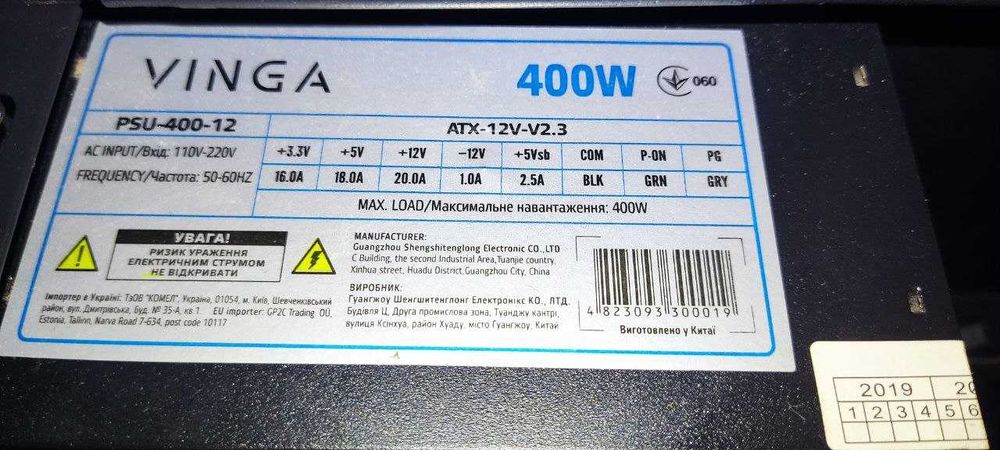 VINGA
400W
060
PSU-400-12
ATX-12V-V2.3
AC INPUT/Вхід: 110V-220V
FREQUENCY/Частота: 50-60HZ
+3.3V +5V +12V -12V +5Vsb COM P-ON PG
16.0A 18.0A 20.0A 1.0A 2.5A BLK GRN GRY
MAX. LOAD/Максимальне навантаження: 400W
УВАГА!
РИЗИК УРАЖЕННЯ
ЕЛЕКТРИЧНИМ СТРУМОМ
НЕ ВІДКРИВАТИ
Імпортер в Україні: ТзОВ "КОМЕЛ", Україна, 01054, м. Київ, Шевченківський
район, вул. Дмитрівська, буд. № 35-А, кв.1 EU importer: GP2C Trading OÜ,
Estonia, Tallinn, Narva Road 7-634, post code 10117
MANUFACTURER:
Guangzhou Shengshitenglong Electronic CO.,LTD
C Building, the second Industrial Area,Tuanjie country,
Xinhua street, Huadu District,Guangzhou City, China
ВИРОБНИК:
Гуангжоу Шенгшитенглонг Електронікс КО., ЛТД.
Будівля Ц, Друга промислова зона, Туанджу кантрі,
вулиця Ксінхуа, район Хуаду, місто Гуангжоу, Китай
4 823093 300019
Виготовлено у Китаї
2019 20
1 2 3 4 5 6